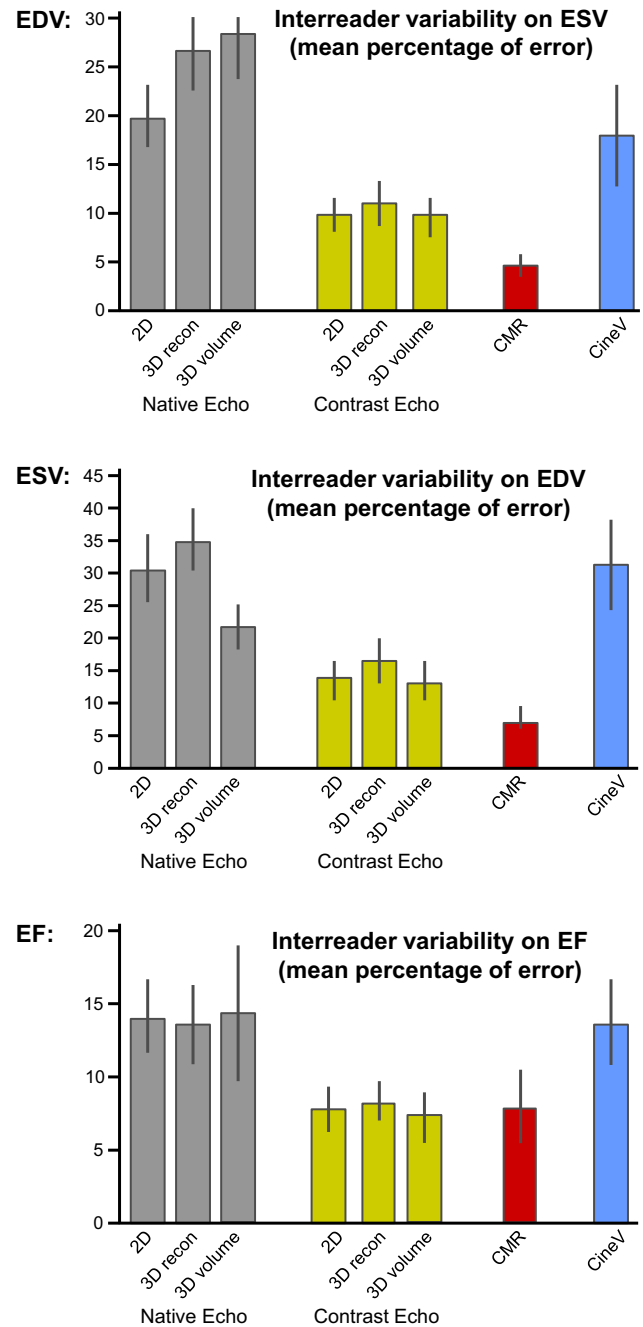 EDV:
Interreader variability on ESV
(mean percentage of error)
30
25
20
15
10
5
0
2D
3D recon
3D volume
2D
3D recon
3D volume
CMR
CineV
Native Echo
Contrast Echo
ESV:
Interreader variability on EDV
(mean percentage of error)
45
40
35
30
25
20
15
10
5
0
2D
3D recon
3D volume
2D
3D recon
3D volume
CMR
CineV
Native Echo
Contrast Echo
EF:
Interreader variability on EF
(mean percentage of error)
20
15
10
5
0
2D
3D recon
3D volume
2D
3D recon
3D volume
CMR
CineV
Native Echo
Contrast Echo